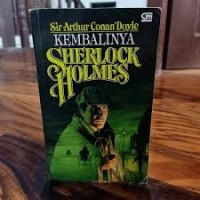 Sir Arthur Conan Doyle
KEMBALINYA
SHERLOCK
HOLMES